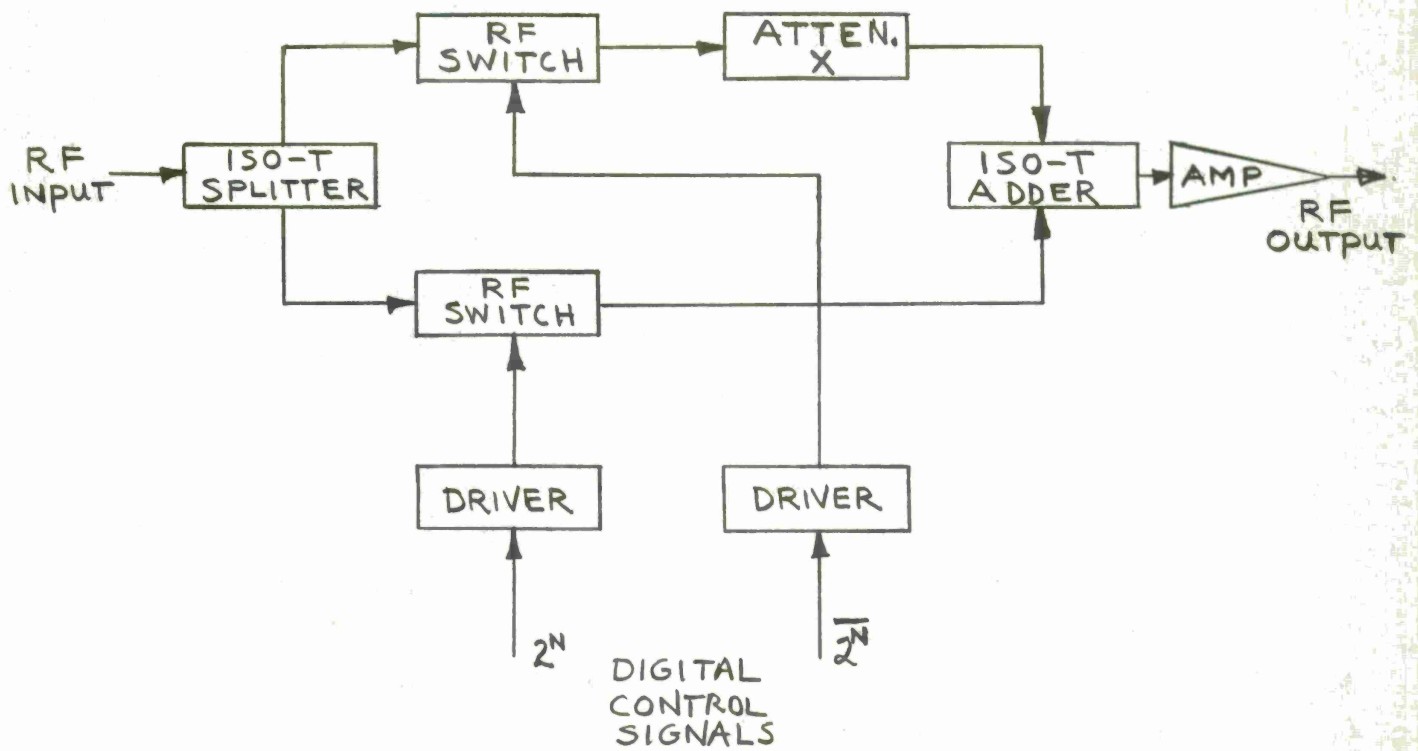 RF
SWITCH
ATTEN.
X
RF
INPUT
ISO-T
SPLITTER
ISO-T
ADDER
AMP
RF
OUTPUT
RF
SWITCH
DRIVER
DRIVER
2ᴺ
2̅ᴺ̅
DIGITAL
CONTROL
SIGNALS